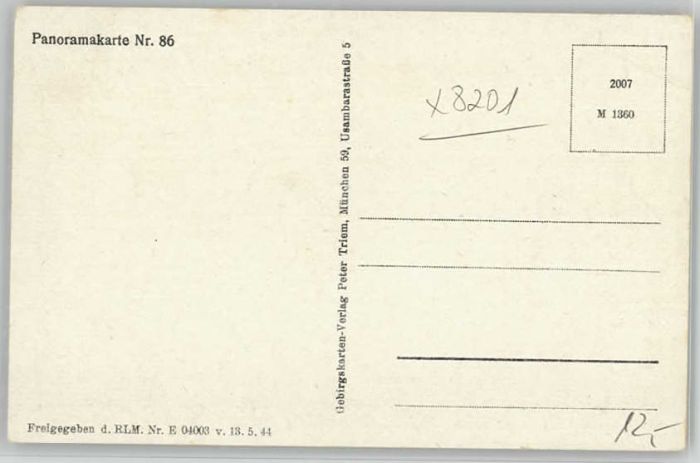 Panoramakarte Nr. 86
Gebirgskarten-Verlag Peter Triem, München 59, Usambarastraße 5
x8201
2007
M 1360
Freigegeben d. RLM. Nr. E 04003 v. 13. 5. 44
12,-